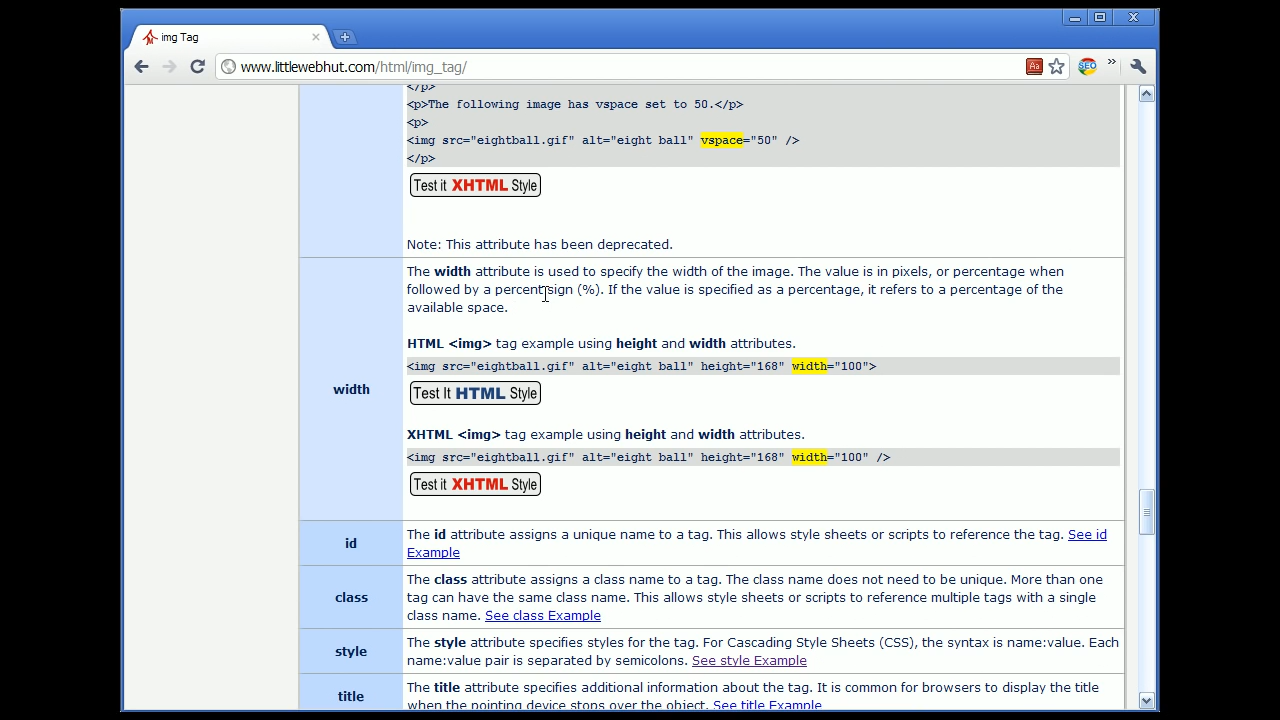 img Tag
www.littlewebhut.com/html/img_tag/
</p>
<p>The following image has vspace set to 50.</p>
<p>
<img src="eightball.gif" alt="eight ball" vspace="50" />
</p>
Test it XHTML Style
Note: This attribute has been deprecated.
width
The width attribute is used to specify the width of the image. The value is in pixels, or percentage when
followed by a percent sign (%). If the value is specified as a percentage, it refers to a percentage of the
available space.
HTML <img> tag example using height and width attributes.
<img src="eightball.gif" alt="eight ball" height="168" width="100">
Test It HTML Style
XHTML <img> tag example using height and width attributes.
<img src="eightball.gif" alt="eight ball" height="168" width="100" />
Test it XHTML Style
id
The id attribute assigns a unique name to a tag. This allows style sheets or scripts to reference the tag. See id
Example
class
The class attribute assigns a class name to a tag. The class name does not need to be unique. More than one
tag can have the same class name. This allows style sheets or scripts to reference multiple tags with a single
class name. See class Example
style
The style attribute specifies styles for the tag. For Cascading Style Sheets (CSS), the syntax is name:value. Each
name:value pair is separated by semicolons. See style Example
title
The title attribute specifies additional information about the tag. It is common for browsers to display the title
when the pointing device stops over the object. See title Example